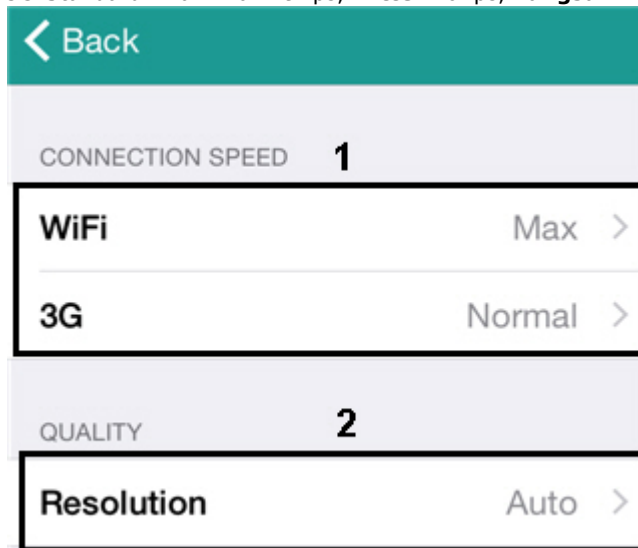 Back
CONNECTION SPEED 1
WiFi Max
3G Normal
QUALITY 2
Resolution Auto